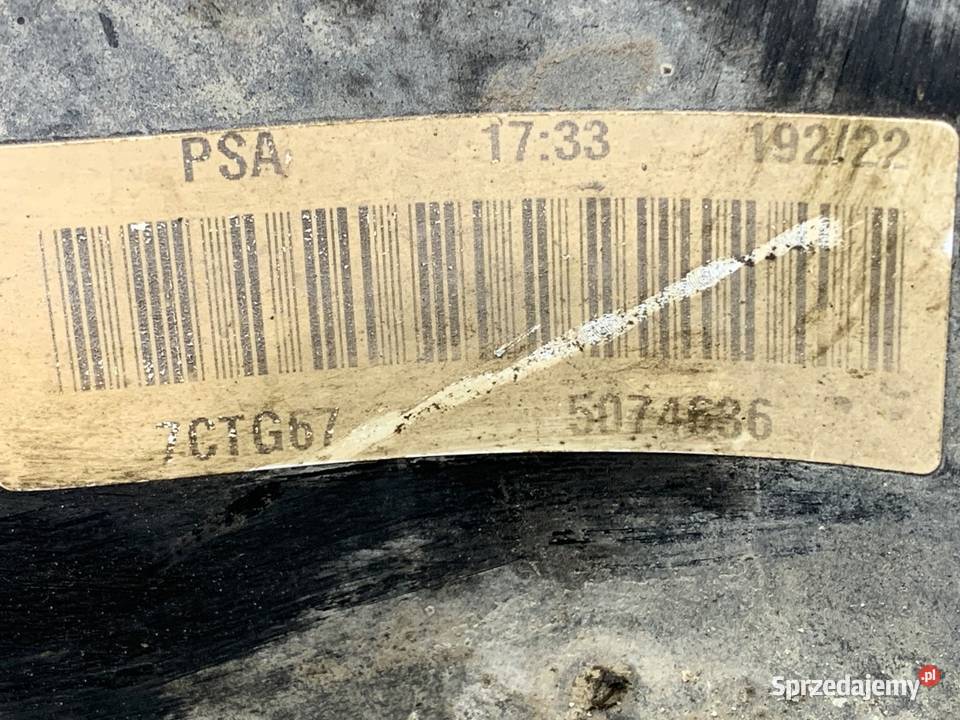 PSA 17:33 192/22
7CTG67 5074636
Sprzedajemy.pl